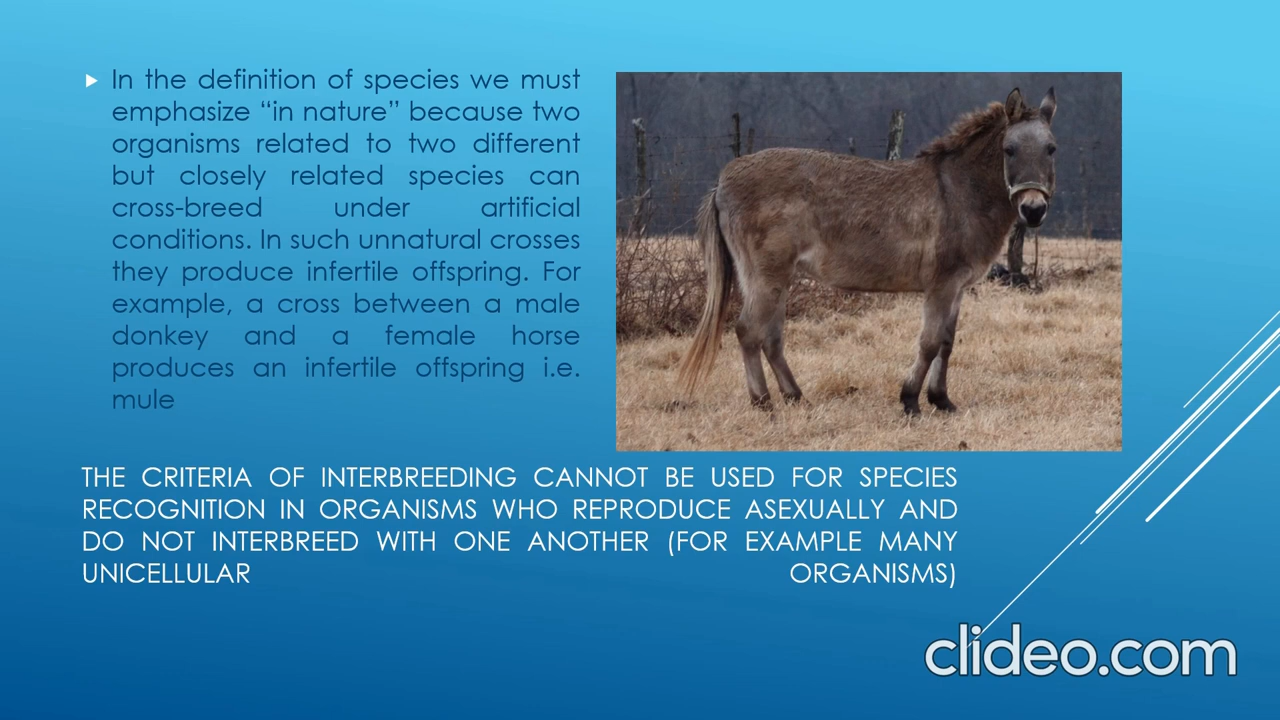 In the definition of species we must
emphasize “in nature” because two
organisms related to two different
but closely related species can
cross-breed under artificial
conditions. In such unnatural crosses
they produce infertile offspring. For
example, a cross between a male
donkey and a female horse
produces an infertile offspring i.e.
mule
THE CRITERIA OF INTERBREEDING CANNOT BE USED FOR SPECIES
RECOGNITION IN ORGANISMS WHO REPRODUCE ASEXUALLY AND
DO NOT INTERBREED WITH ONE ANOTHER (FOR EXAMPLE MANY
UNICELLULAR ORGANISMS)
clideo.com